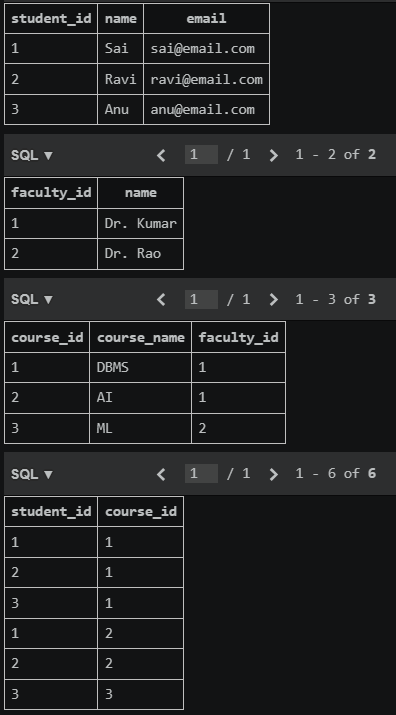 student_id name email
1 Sai sai@email.com
2 Ravi ravi@email.com
3 Anu anu@email.com
SQL ▼ < 1 / 1 > 1 - 2 of 2
faculty_id name
1 Dr. Kumar
2 Dr. Rao
SQL ▼ < 1 / 1 > 1 - 3 of 3
course_id course_name faculty_id
1 DBMS 1
2 AI 1
3 ML 2
SQL ▼ < 1 / 1 > 1 - 6 of 6
student_id course_id
1 1
2 1
3 1
1 2
2 2
3 3